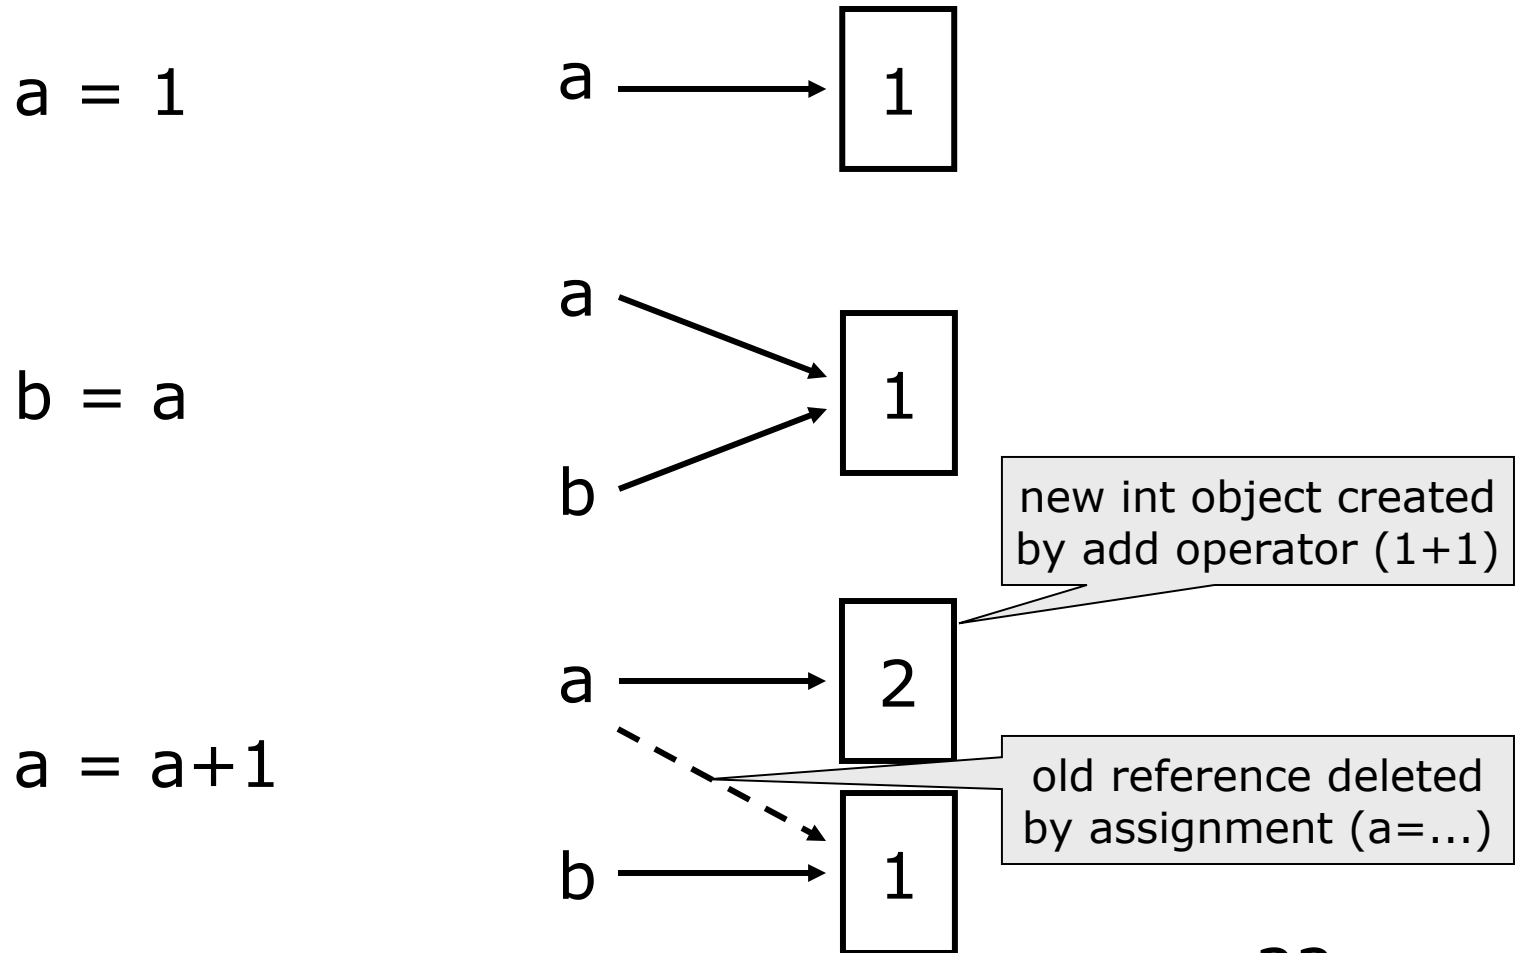 a = 1
a
1
b = a
a
b
1
new int object created
by add operator (1+1)
a = a+1
a
2
old reference deleted
by assignment (a=...)
b
1